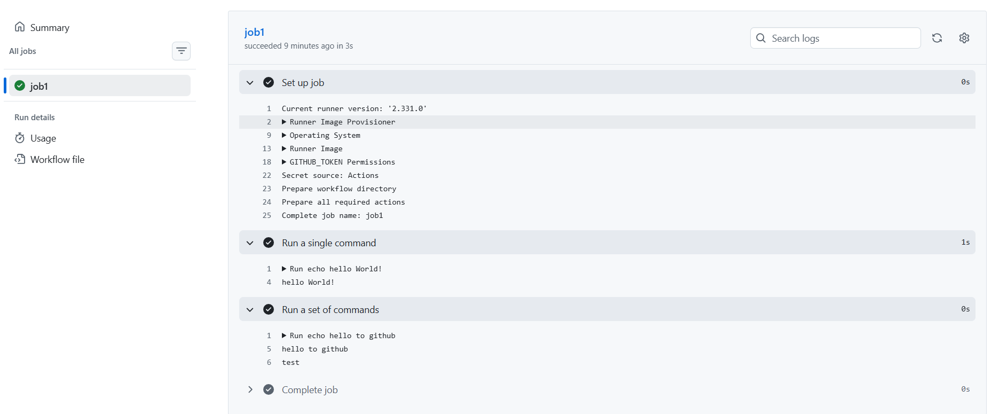 Summary
All jobs
job1
Run details
Usage
Workflow file
job1
succeeded 9 minutes ago in 3s
Search logs
Set up job 0s
1 Current runner version: '2.331.0'
2 Runner Image Provisioner
9 Operating System
13 Runner Image
18 GITHUB_TOKEN Permissions
22 Secret source: Actions
23 Prepare workflow directory
24 Prepare all required actions
25 Complete job name: job1
Run a single command 1s
1 Run echo hello World!
4 hello World!
Run a set of commands 0s
1 Run echo hello to github
5 hello to github
6 test
Complete job 0s